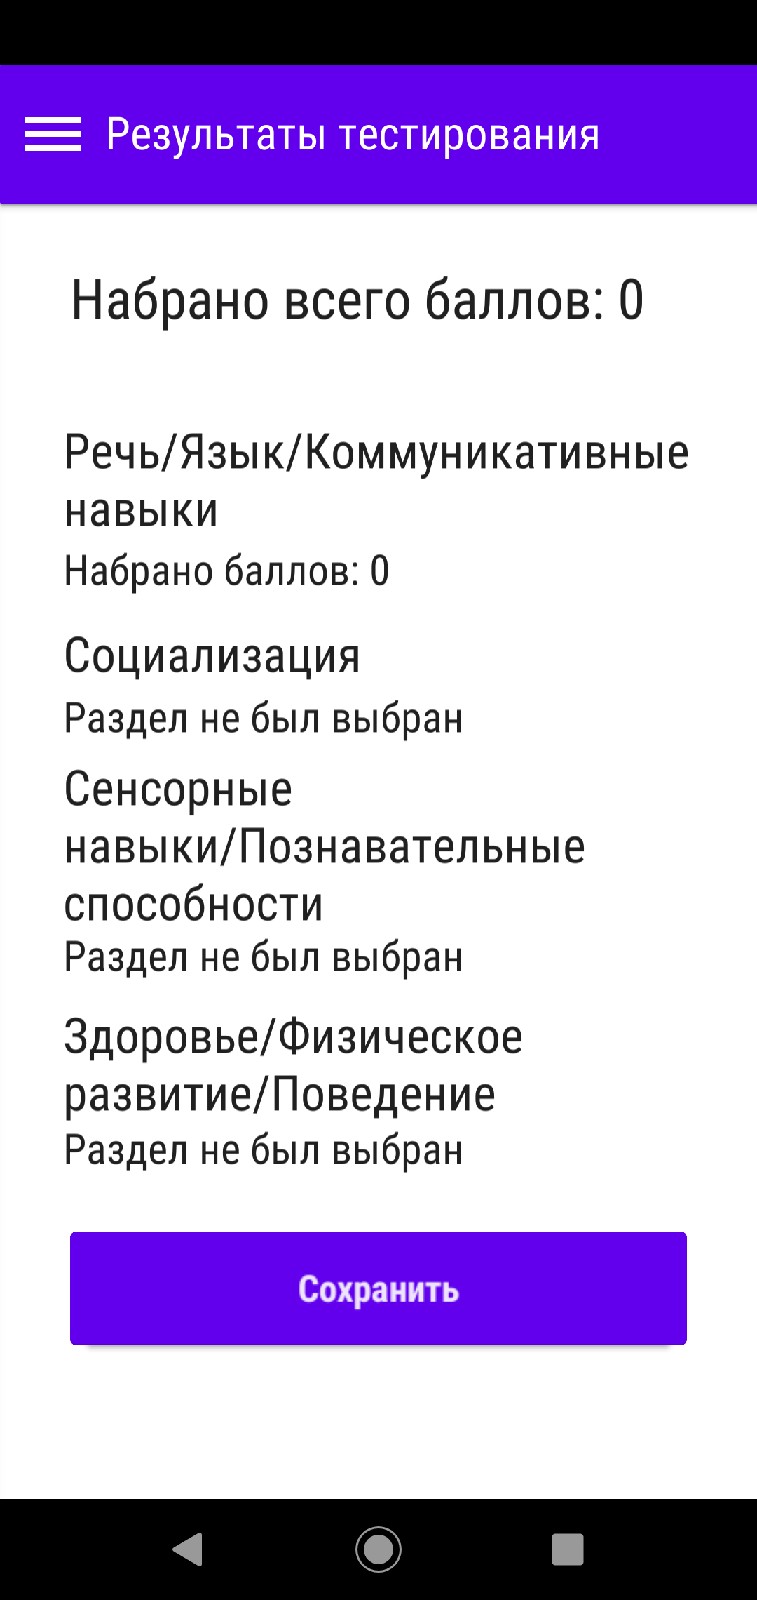 Результаты тестирования
Набрано всего баллов: 0
Речь/Язык/Коммуникативные
навыки
Набрано баллов: 0
Социализация
Раздел не был выбран
Сенсорные
навыки/Познавательные
способности
Раздел не был выбран
Здоровье/Физическое
развитие/Поведение
Раздел не был выбран
Сохранить